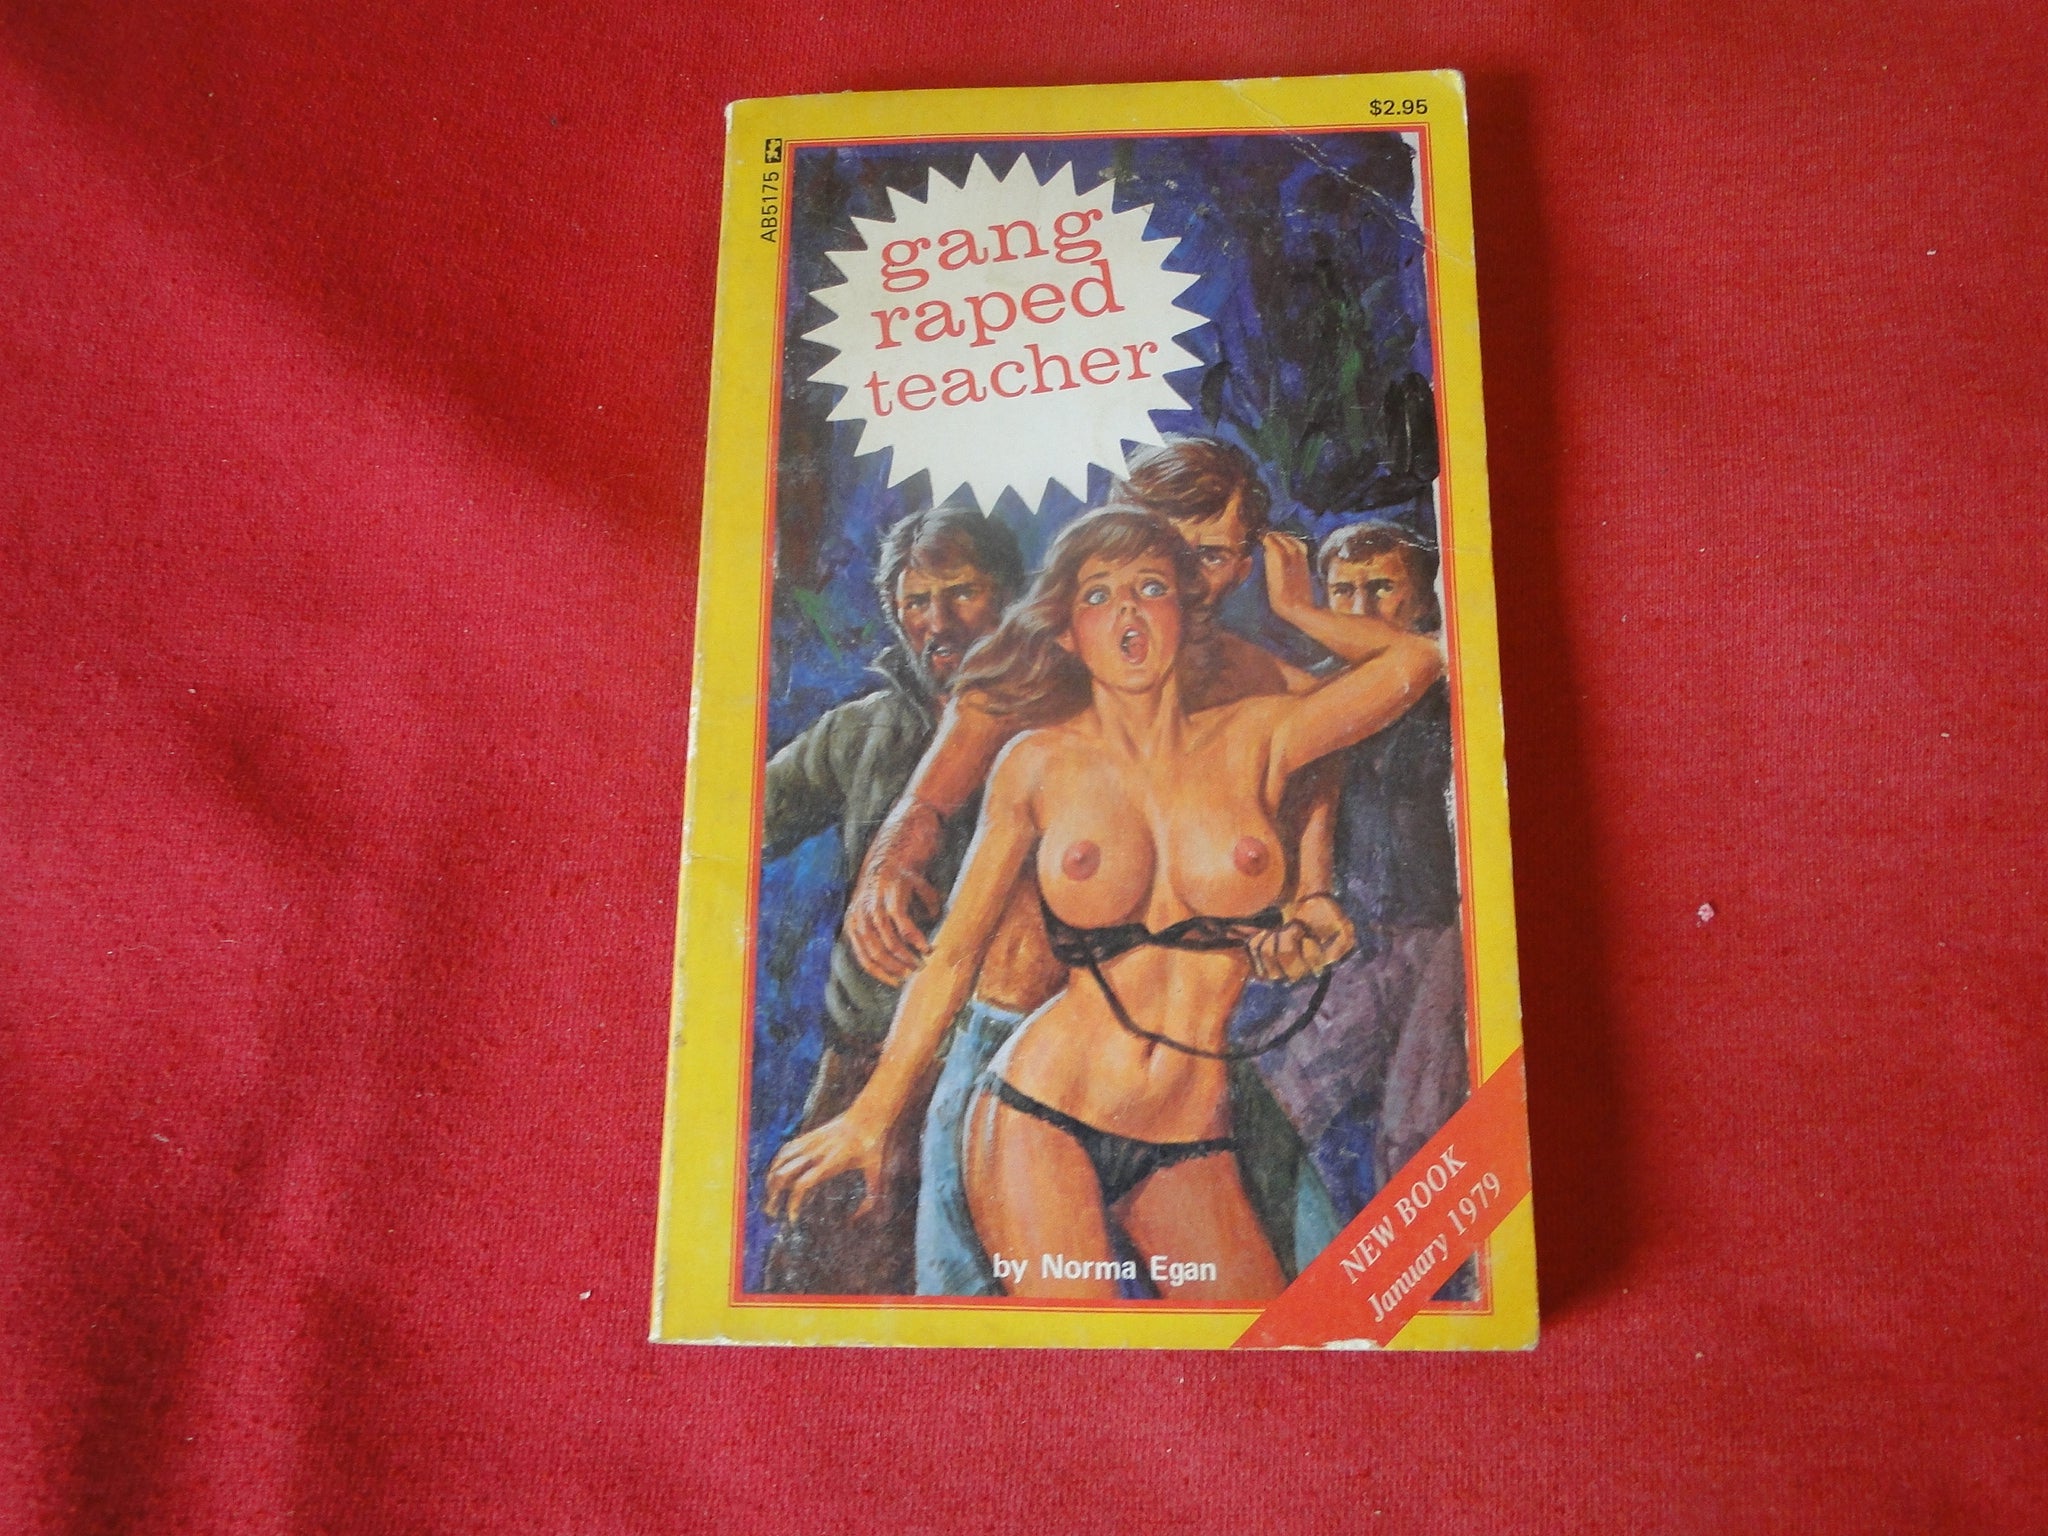 $2.95
AB5175
gang
raped
teacher
by Norma Egan
NEW BOOK
January 1979